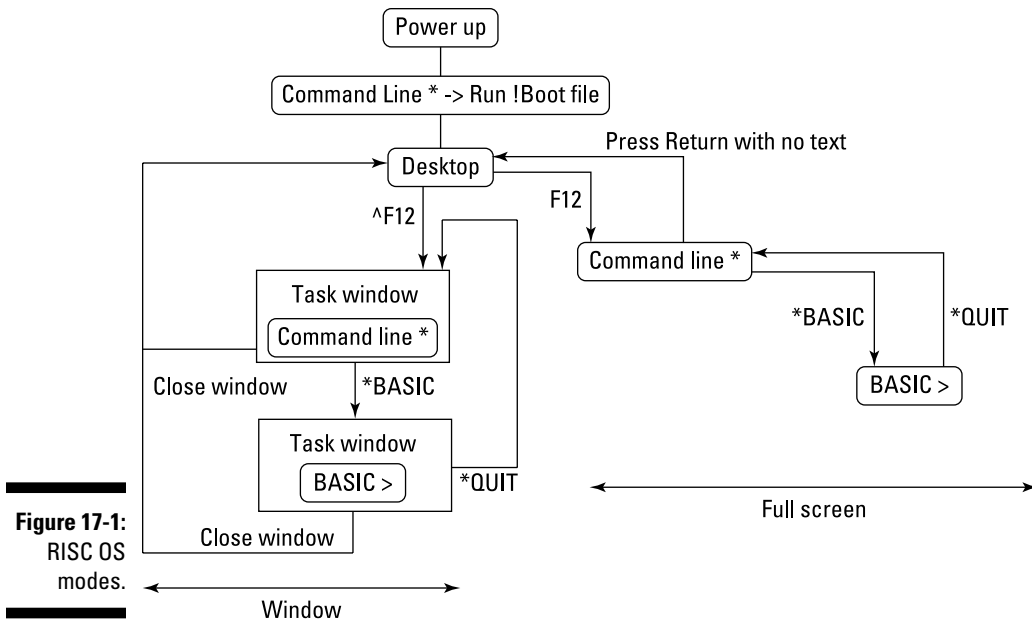 Power up
Command Line * -> Run !Boot file
Press Return with no text
Desktop
^F12
F12
Command line *
Task window
Command line *
*BASIC
*QUIT
Close window
*BASIC
BASIC >
Task window
BASIC >
*QUIT
Close window
Full screen
Window
Figure 17-1:
RISC OS
modes.